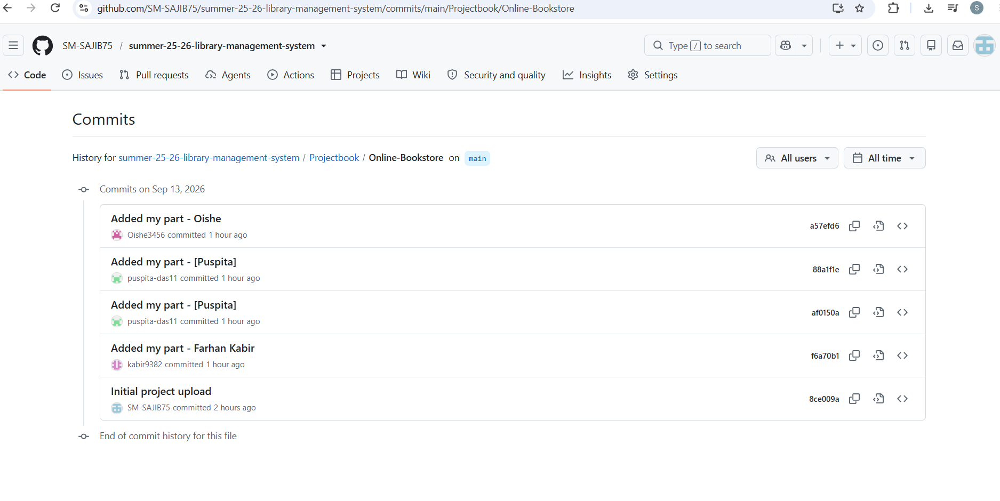 github.com/SM-SAJIB75/summer-25-26-library-management-system/commits/main/Projectbook/Online-Bookstore
S
SM-SAJIB75 / summer-25-26-library-management-system
Type / to search
Code Issues Pull requests Agents Actions Projects Wiki Security and quality Insights Settings
Commits
History for summer-25-26-library-management-system / Projectbook / Online-Bookstore on main
All users All time
Commits on Sep 13, 2026
Added my part - Oishe
Oishe3456 committed 1 hour ago
a57efd6
Added my part - [Puspita]
puspita-das11 committed 1 hour ago
88a1f1e
Added my part - [Puspita]
puspita-das11 committed 1 hour ago
af0150a
Added my part - Farhan Kabir
kabir9382 committed 1 hour ago
f6a70b1
Initial project upload
SM-SAJIB75 committed 2 hours ago
8ce009a
End of commit history for this file